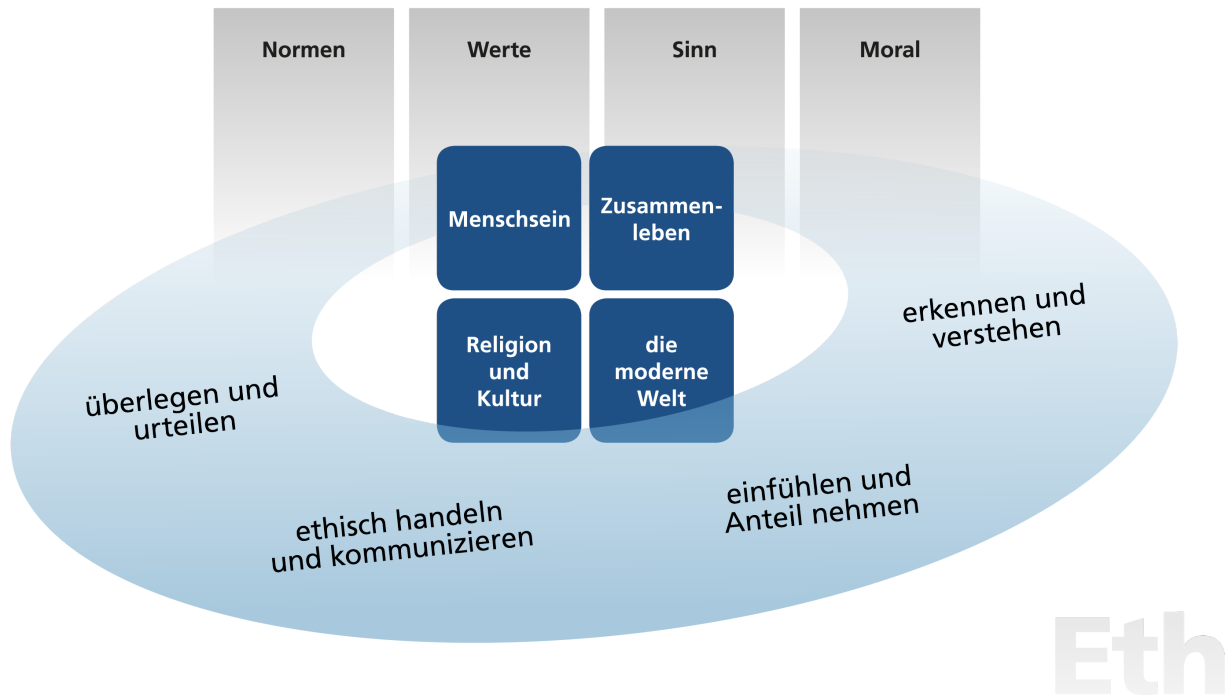 Normen
Werte
Sinn
Moral
Menschsein
Zusammen-
leben
Religion
und
Kultur
die
moderne
Welt
erkennen und
verstehen
überlegen und
urteilen
einfühlen und
Anteil nehmen
ethisch handeln
und kommunizieren
Eth